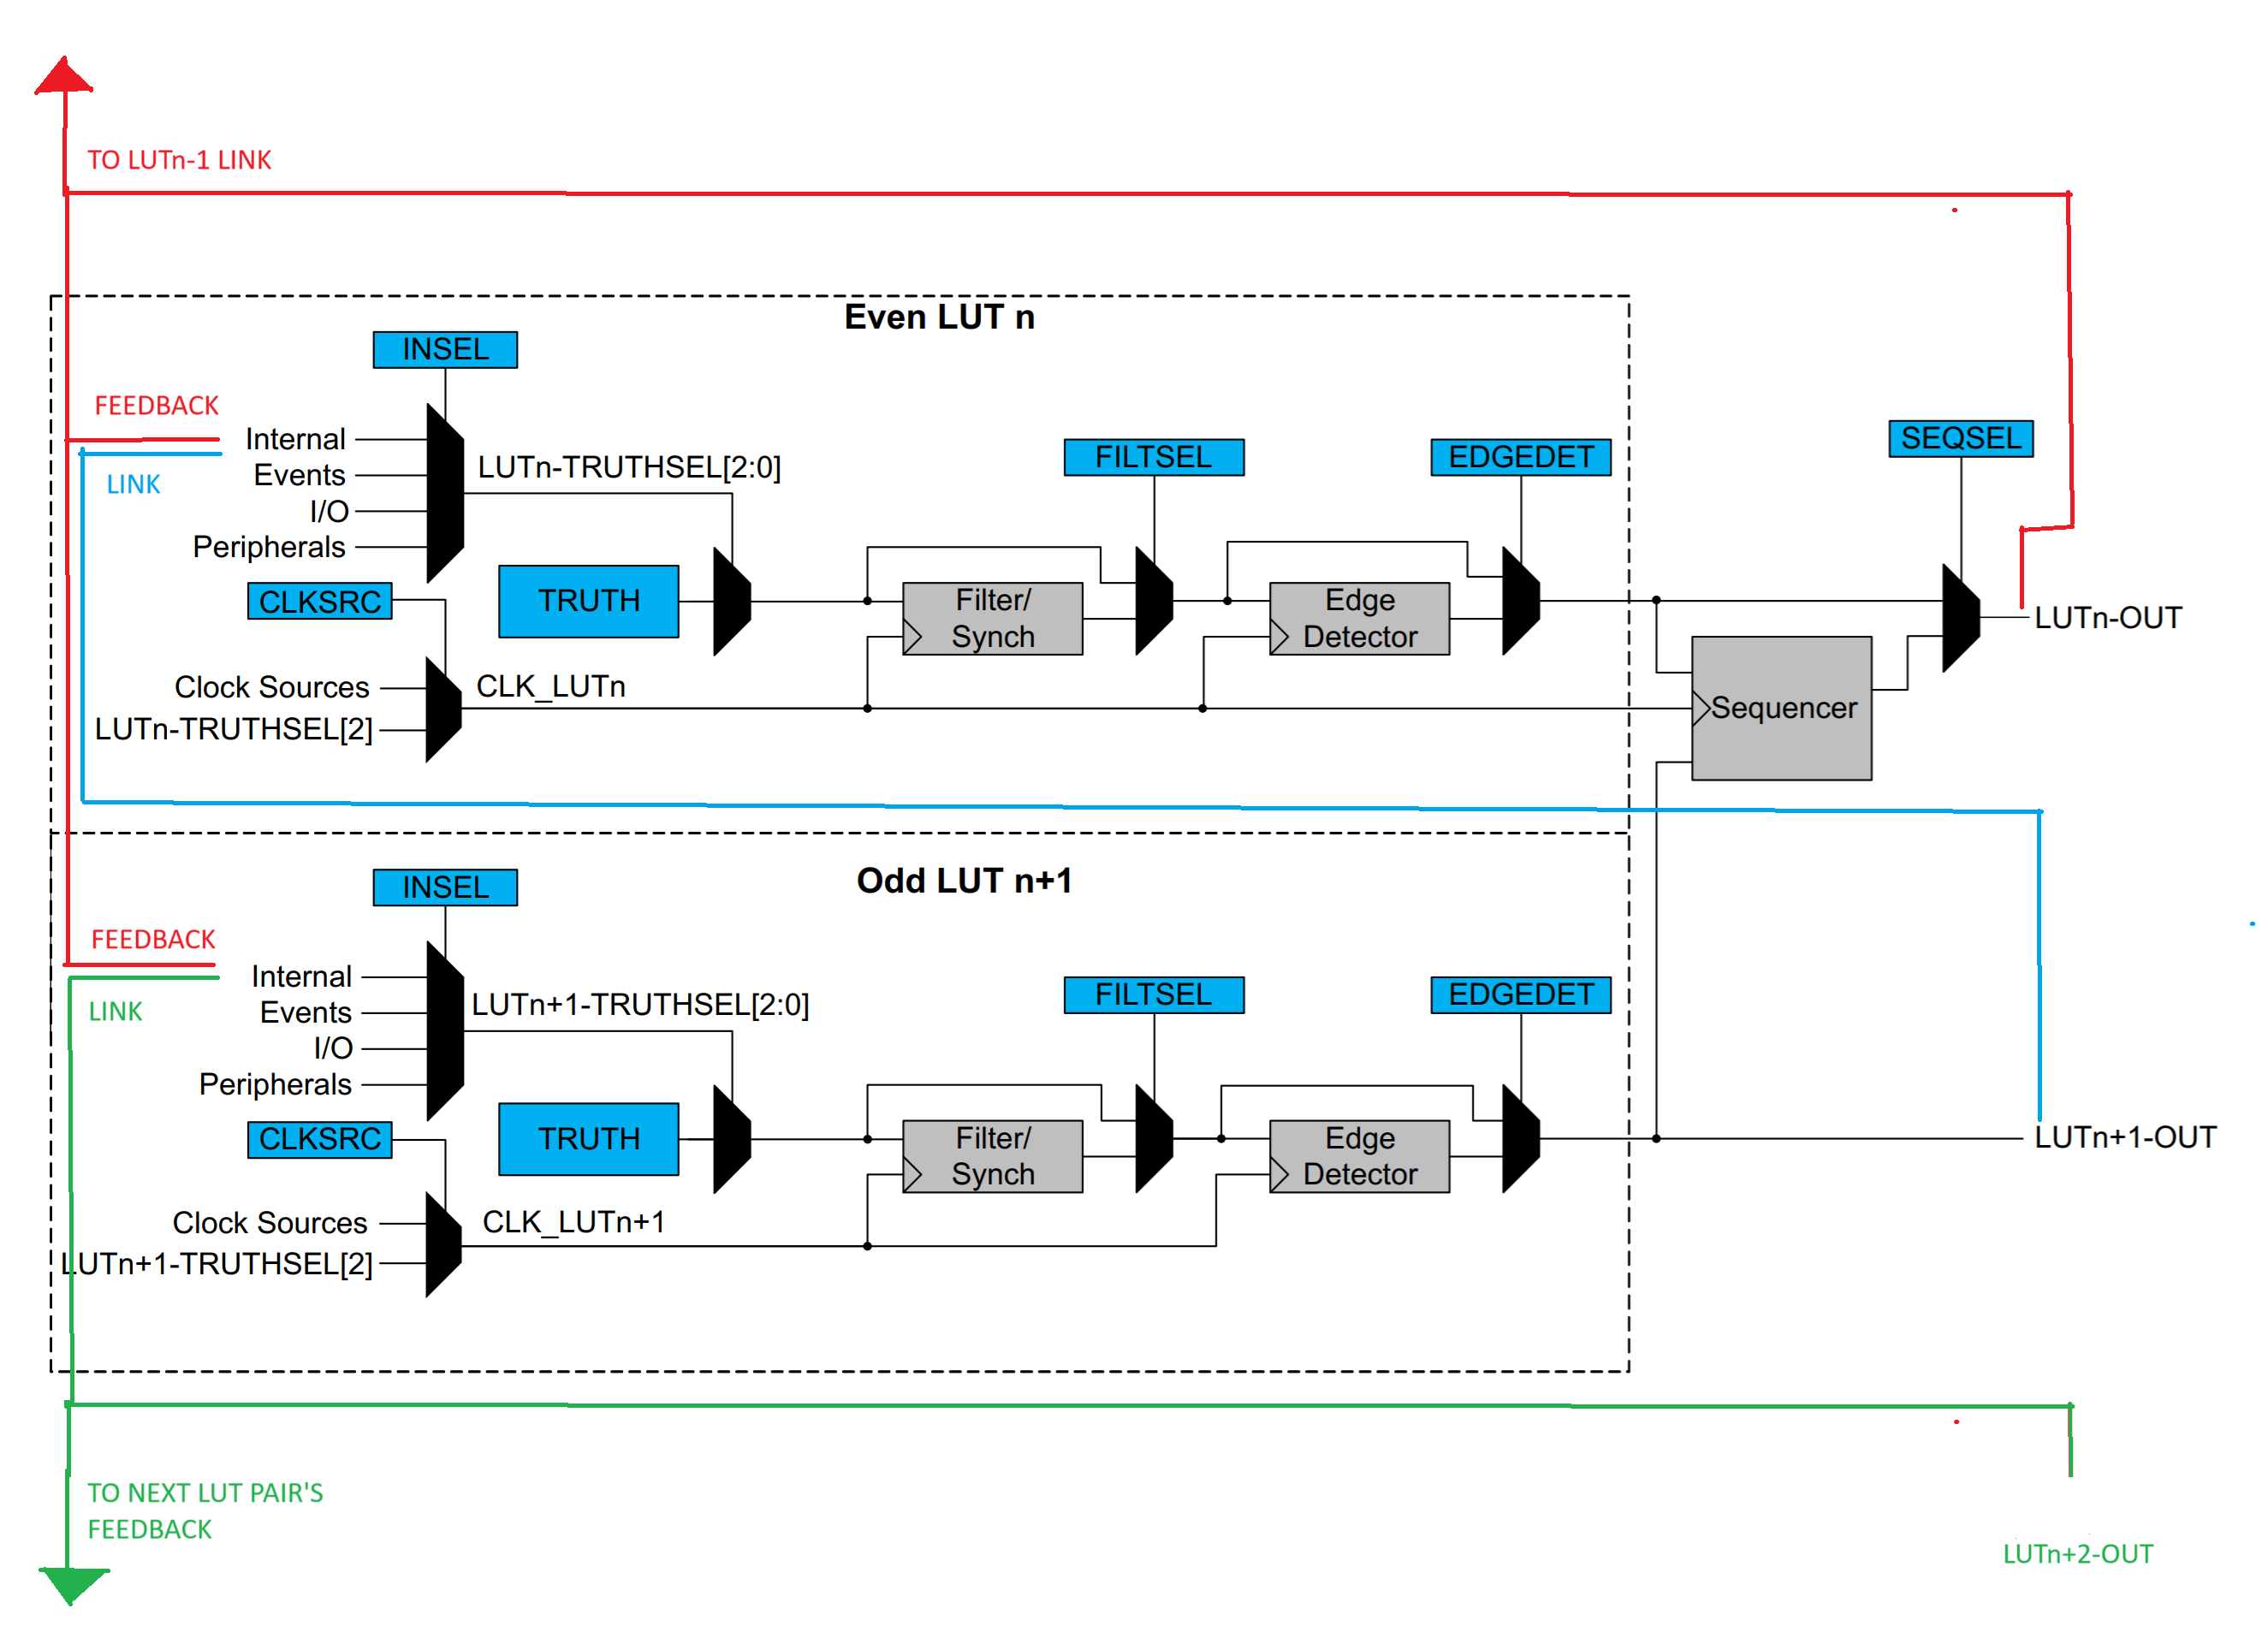 TO LUTn-1 LINK
Even LUT n
INSEL
FEEDBACK
LINK
Internal
Events
I/O
Peripherals
LUTn-TRUTHSEL[2:0]
FILTSEL
EDGEDET
SEQSEL
CLKSRC
TRUTH
Filter/
Synch
Edge
Detector
LUTn-OUT
Clock Sources
LUTn-TRUTHSEL[2]
CLK_LUTn
Sequencer
Odd LUT n+1
INSEL
FEEDBACK
LINK
Internal
Events
I/O
Peripherals
LUTn+1-TRUTHSEL[2:0]
FILTSEL
EDGEDET
CLKSRC
TRUTH
Filter/
Synch
Edge
Detector
LUTn+1-OUT
Clock Sources
LUTn+1-TRUTHSEL[2]
CLK_LUTn+1
TO NEXT LUT PAIR'S
FEEDBACK
LUTn+2-OUT